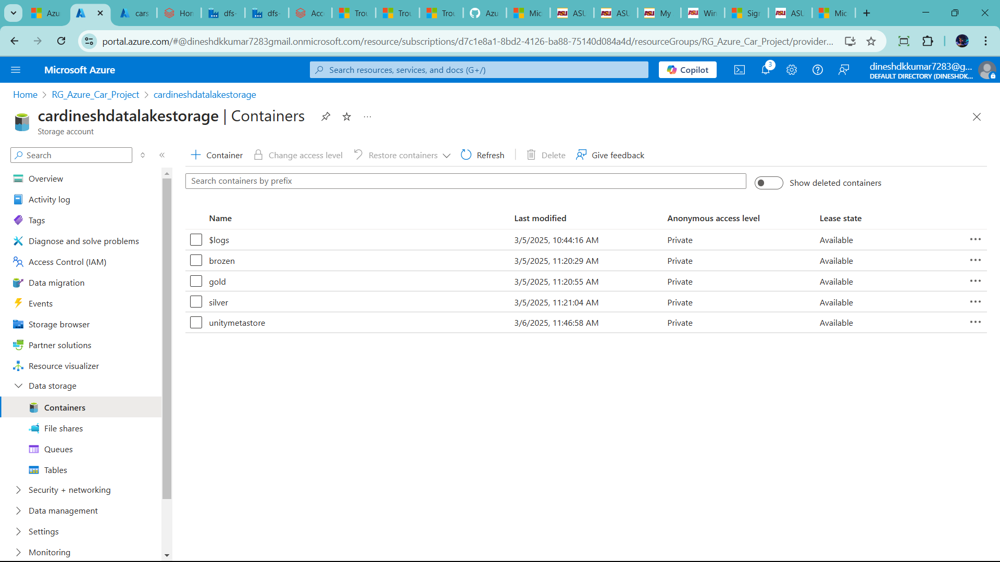 Azu
cars
Hom
dfs-
dfs-
Acc
Trou
Trou
Trou
Azu
Mic
ASU
ASU
My
Win
Sign
ASU
Mic
portal.azure.com/#@dineshdkkumar7283gmail.onmicrosoft.com/resource/subscriptions/d7c1e8a1-8bd2-4126-ba88-75140d084a4d/resourceGroups/RG_Azure_Car_Project/provider...
Microsoft Azure
Search resources, services, and docs (G+/)
Copilot
3
dineshdkkumar7283@g...
DEFAULT DIRECTORY (DINESHDK...
Home > RG_Azure_Car_Project > cardineshdatalakestorage
cardineshdatalakestorage | Containers
Storage account
Search
Container
Change access level
Restore containers
Refresh
Delete
Give feedback
Search containers by prefix
Show deleted containers
Overview
Activity log
Tags
Diagnose and solve problems
Access Control (IAM)
Data migration
Events
Storage browser
Partner solutions
Resource visualizer
Data storage
Containers
File shares
Queues
Tables
Security + networking
Data management
Settings
Monitoring
Name Last modified Anonymous access level Lease state
$logs 3/5/2025, 10:44:16 AM Private Available
brozen 3/5/2025, 11:20:29 AM Private Available
gold 3/5/2025, 11:20:55 AM Private Available
silver 3/5/2025, 11:21:04 AM Private Available
unitymetastore 3/6/2025, 11:46:58 AM Private Available